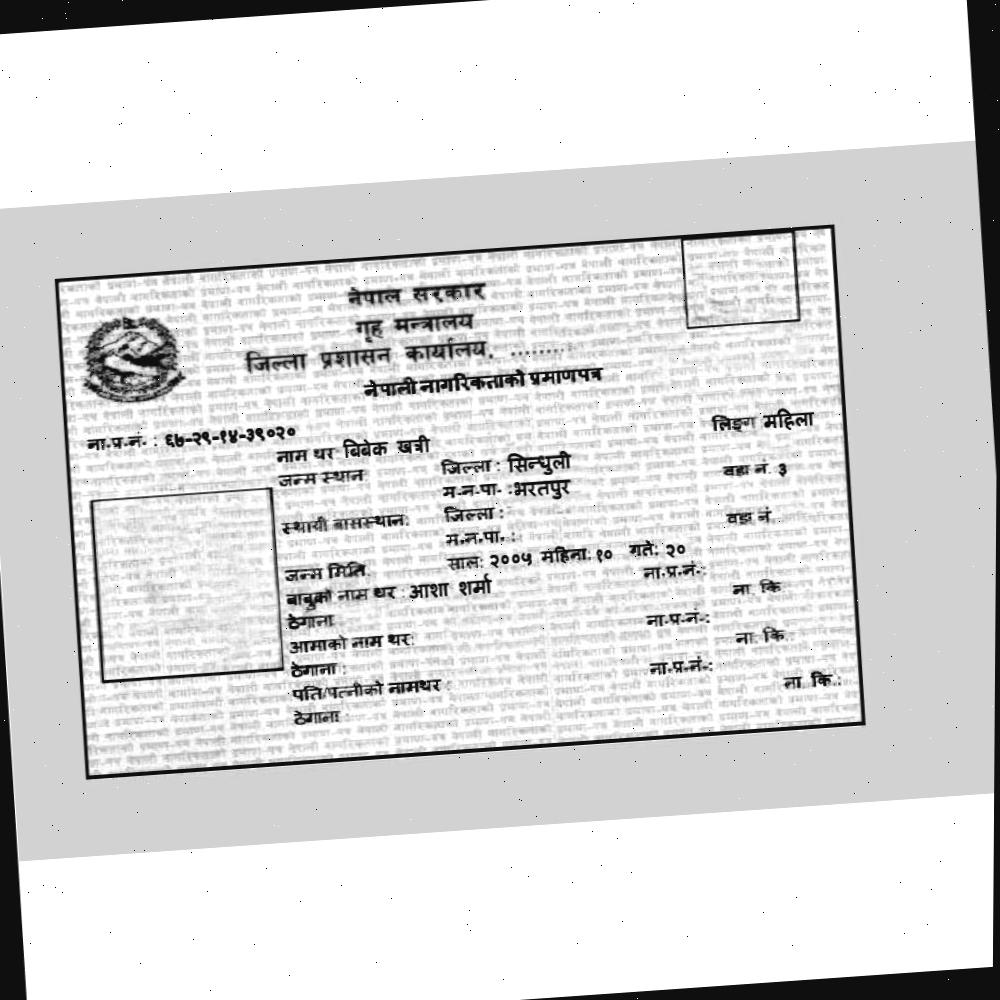 नेपाल सरकार
गृह मन्त्रालय
जिल्ला प्रशासन कार्यालय, ........:
नेपाली नागरिकताको प्रमाणपत्र
ना.प्र.नं. : ६७-२९-१४-३९०२० लिङ्ग महिला
नाम थर बिबेक खत्री
जन्म स्थान जिल्ला : सिन्धुली वडा नं. ३
म.न.पा. :भरतपुर
स्थायी बासस्थान: जिल्ला : वडा नं.
म.न.पा. :
जन्म मिति साल: २००५ महिना: १० गते: २०
बाबुको नाम थर : आशा शर्मा ना.प्र.नं.:
ठेगाना ना. कि.
आमाको नाम थर: ना.प्र.नं.:
ठेगाना : ना. कि.
पति/पत्नीको नामथर : ना.प्र.नं.:
ठेगाना ना. कि.: